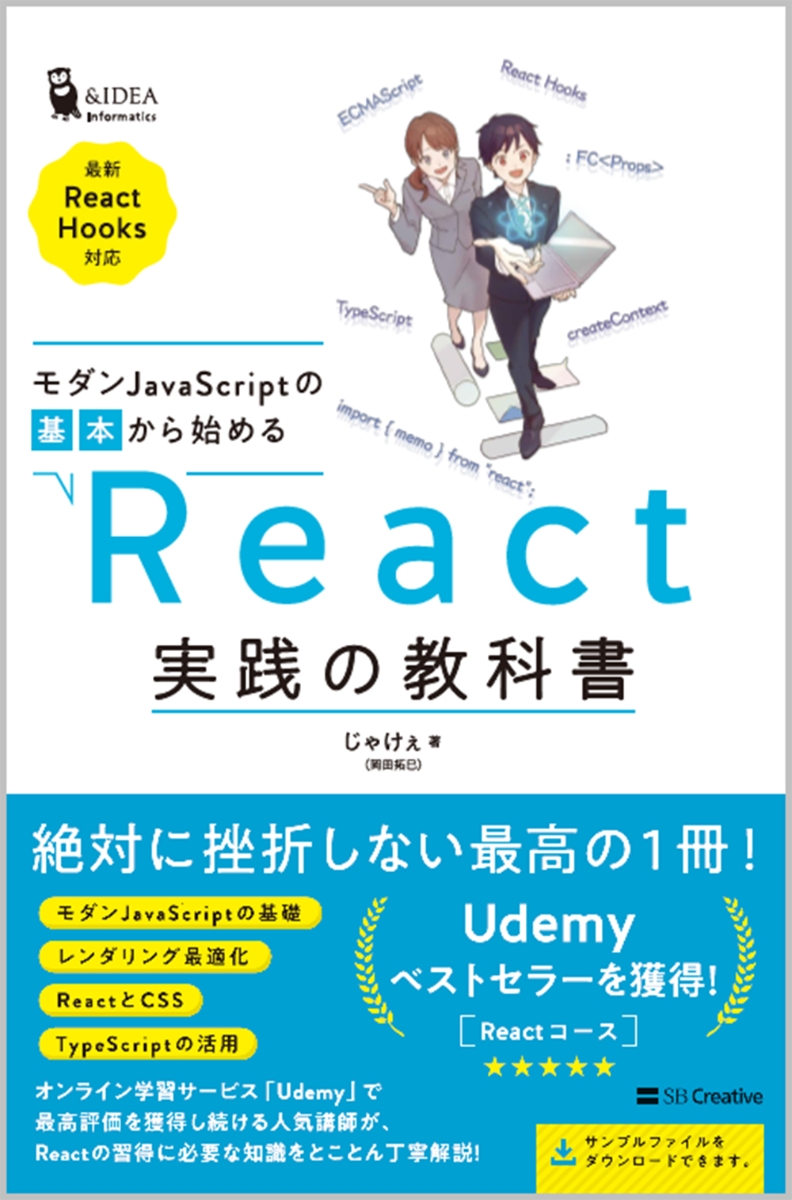 &IDEA
Informatics
最新
React
Hooks
対応
ECMAScript
React Hooks
: FC<Props>
TypeScript
createContext
import { memo } from "react";
モダンJavaScriptの
基本から始める
React
実践の教科書
じゃけぇ 著
(岡田拓巳)
絶対に挫折しない最高の1冊!
モダンJavaScriptの基礎
レンダリング最適化
ReactとCSS
TypeScriptの活用
Udemy
ベストセラーを獲得!
[Reactコース]
★★★★★
オンライン学習サービス「Udemy」で
最高評価を獲得し続ける人気講師が、
Reactの習得に必要な知識をとことん丁寧解説!
SB Creative
サンプルファイルを
ダウンロードできます。